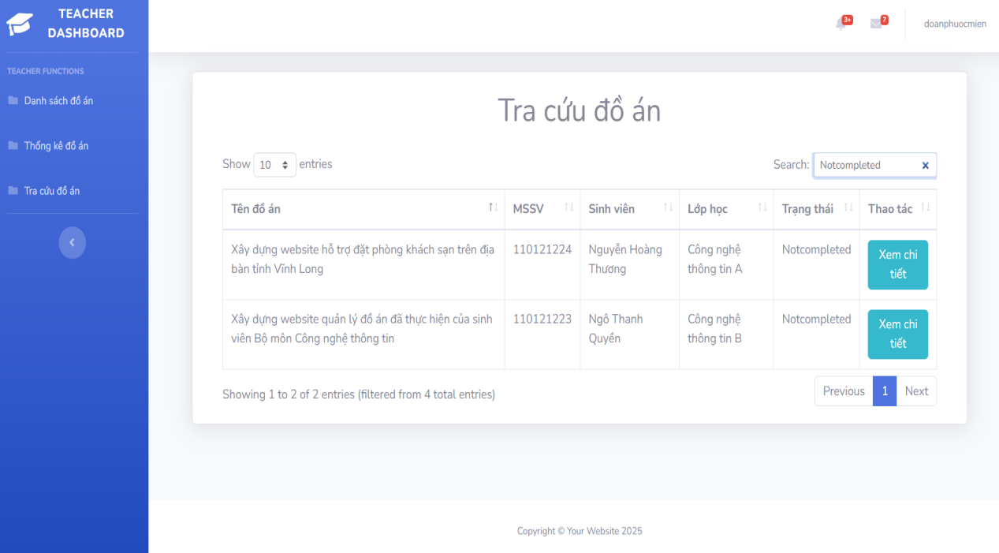 TEACHER
DASHBOARD
3+
7
doanphuocmien
TEACHER FUNCTIONS
Danh sách đồ án
Thống kê đồ án
Tra cứu đồ án
Tra cứu đồ án
Show 10 entries
Search: Notcompleted
Tên đồ án MSSV Sinh viên Lớp học Trạng thái Thao tác
Xây dựng website hỗ trợ đặt phòng khách sạn trên địa 110121224 Nguyễn Hoàng Công nghệ Notcompleted Xem chi
bàn tỉnh Vĩnh Long Thương thông tin A tiết
Xây dựng website quản lý đồ án đã thực hiện của sinh 110121223 Ngô Thanh Công nghệ Notcompleted Xem chi
viên Bộ môn Công nghệ thông tin Quyền thông tin B tiết
Showing 1 to 2 of 2 entries (filtered from 4 total entries)
Previous 1 Next
Copyright © Your Website 2025